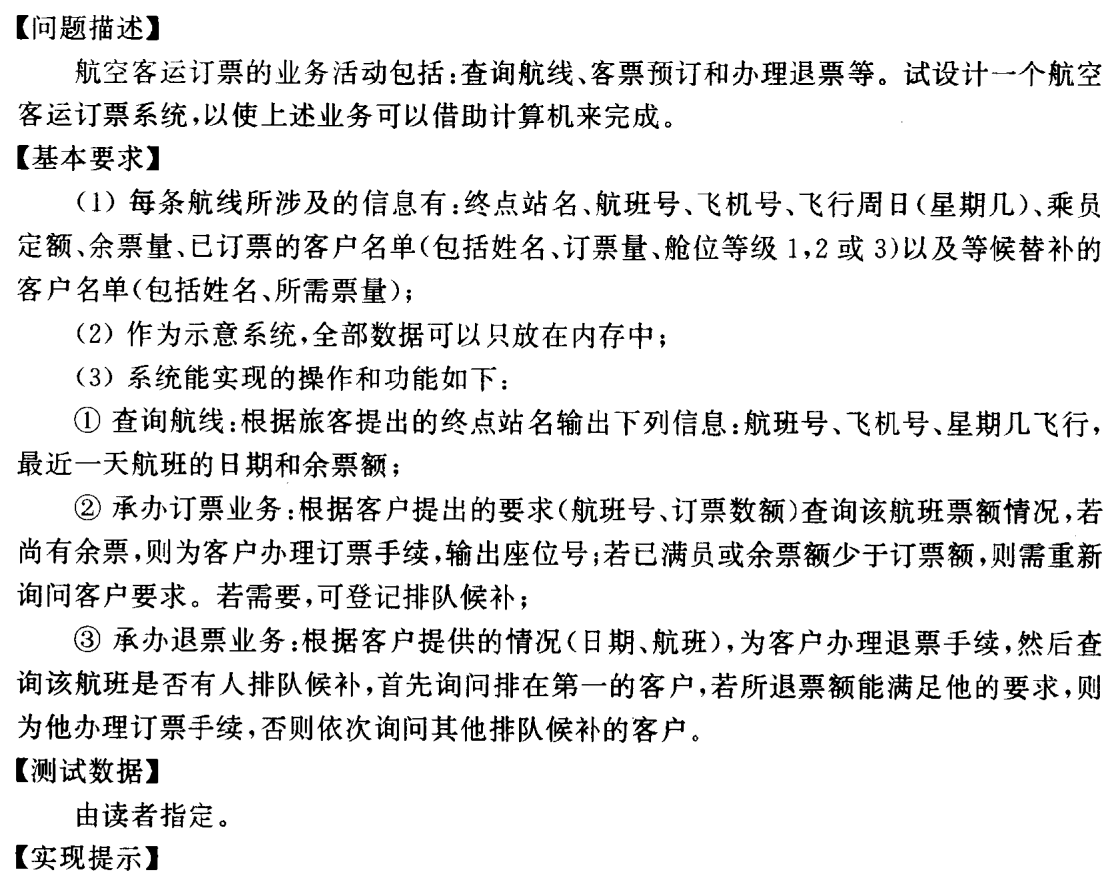 【问题描述】
航空客运订票的业务活动包括:查询航线、客票预订和办理退票等。试设计一个航空
客运订票系统,以使上述业务可以借助计算机来完成。
【基本要求】
(1) 每条航线所涉及的信息有:终点站名、航班号、飞机号、飞行周日(星期几)、乘员
定额、余票量、已订票的客户名单(包括姓名、订票量、舱位等级 1,2 或 3)以及等候替补的
客户名单(包括姓名、所需票量);
(2) 作为示意系统,全部数据可以只放在内存中;
(3) 系统能实现的操作和功能如下:
① 查询航线:根据旅客提出的终点站名输出下列信息:航班号、飞机号、星期几飞行,
最近一天航班的日期和余票额;
② 承办订票业务:根据客户提出的要求(航班号、订票数额)查询该航班票额情况,若
尚有余票,则为客户办理订票手续,输出座位号;若已满员或余票额少于订票额,则需重新
询问客户要求。若需要,可登记排队候补;
③ 承办退票业务:根据客户提供的情况(日期、航班),为客户办理退票手续,然后查
询该航班是否有人排队候补,首先询问排在第一的客户,若所退票额能满足他的要求,则
为他办理订票手续,否则依次询问其他排队候补的客户。
【测试数据】
由读者指定。
【实现提示】